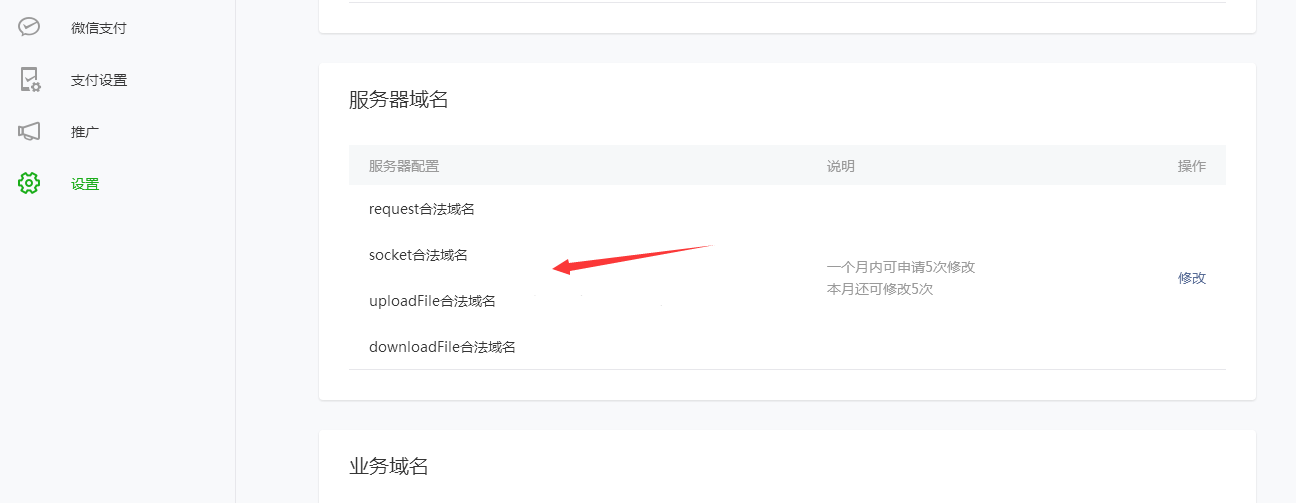 微信支付
支付设置
推广
设置
服务器域名
服务器配置 说明 操作
request合法域名
socket合法域名
uploadFile合法域名
downloadFile合法域名
一个月内可申请5次修改
本月还可修改5次
修改
业务域名